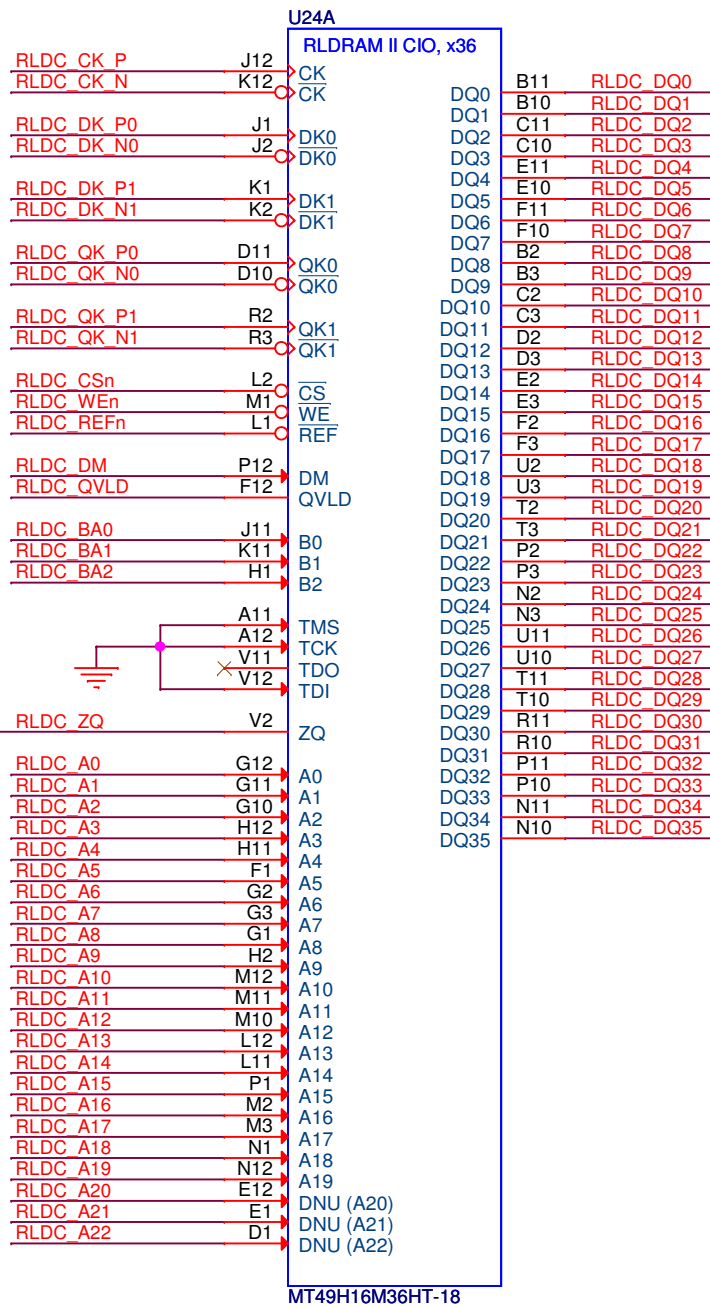 U24A
RLDRAM II CIO, x36
RLDC_CK_P J12 CK
RLDC_CK_N K12 CK
RLDC_DK_P0 J1 DK0
RLDC_DK_N0 J2 DK0
RLDC_DK_P1 K1 DK1
RLDC_DK_N1 K2 DK1
RLDC_QK_P0 D11 QK0
RLDC_QK_N0 D10 QK0
RLDC_QK_P1 R2 QK1
RLDC_QK_N1 R3 QK1
RLDC_CSn L2 CS
RLDC_WEn M1 WE
RLDC_REFn L1 REF
RLDC_DM P12 DM
RLDC_QVLD F12 QVLD
RLDC_BA0 J11 B0
RLDC_BA1 K11 B1
RLDC_BA2 H1 B2
A11 TMS
A12 TCK
V11 TDO
V12 TDI
RLDC_ZQ V2 ZQ
RLDC_A0 G12 A0
RLDC_A1 G11 A1
RLDC_A2 G10 A2
RLDC_A3 H12 A3
RLDC_A4 H11 A4
RLDC_A5 F1 A5
RLDC_A6 G2 A6
RLDC_A7 G3 A7
RLDC_A8 G1 A8
RLDC_A9 H2 A9
RLDC_A10 M12 A10
RLDC_A11 M11 A11
RLDC_A12 M10 A12
RLDC_A13 L12 A13
RLDC_A14 L11 A14
RLDC_A15 P1 A15
RLDC_A16 M2 A16
RLDC_A17 M3 A17
RLDC_A18 N1 A18
RLDC_A19 N12 A19
RLDC_A20 E12 DNU (A20)
RLDC_A21 E1 DNU (A21)
RLDC_A22 D1 DNU (A22)
DQ0 B11 RLDC_DQ0
DQ1 B10 RLDC_DQ1
DQ2 C11 RLDC_DQ2
DQ3 C10 RLDC_DQ3
DQ4 E11 RLDC_DQ4
DQ5 E10 RLDC_DQ5
DQ6 F11 RLDC_DQ6
DQ7 F10 RLDC_DQ7
DQ8 B2 RLDC_DQ8
DQ9 B3 RLDC_DQ9
DQ10 C2 RLDC_DQ10
DQ11 C3 RLDC_DQ11
DQ12 D2 RLDC_DQ12
DQ13 D3 RLDC_DQ13
DQ14 E2 RLDC_DQ14
DQ15 E3 RLDC_DQ15
DQ16 F2 RLDC_DQ16
DQ17 F3 RLDC_DQ17
DQ18 U2 RLDC_DQ18
DQ19 U3 RLDC_DQ19
DQ20 T2 RLDC_DQ20
DQ21 T3 RLDC_DQ21
DQ22 P2 RLDC_DQ22
DQ23 P3 RLDC_DQ23
DQ24 N2 RLDC_DQ24
DQ25 N3 RLDC_DQ25
DQ26 U11 RLDC_DQ26
DQ27 U10 RLDC_DQ27
DQ28 T11 RLDC_DQ28
DQ29 T10 RLDC_DQ29
DQ30 R11 RLDC_DQ30
DQ31 R10 RLDC_DQ31
DQ32 P11 RLDC_DQ32
DQ33 P10 RLDC_DQ33
DQ34 N11 RLDC_DQ34
DQ35 N10 RLDC_DQ35
MT49H16M36HT-18